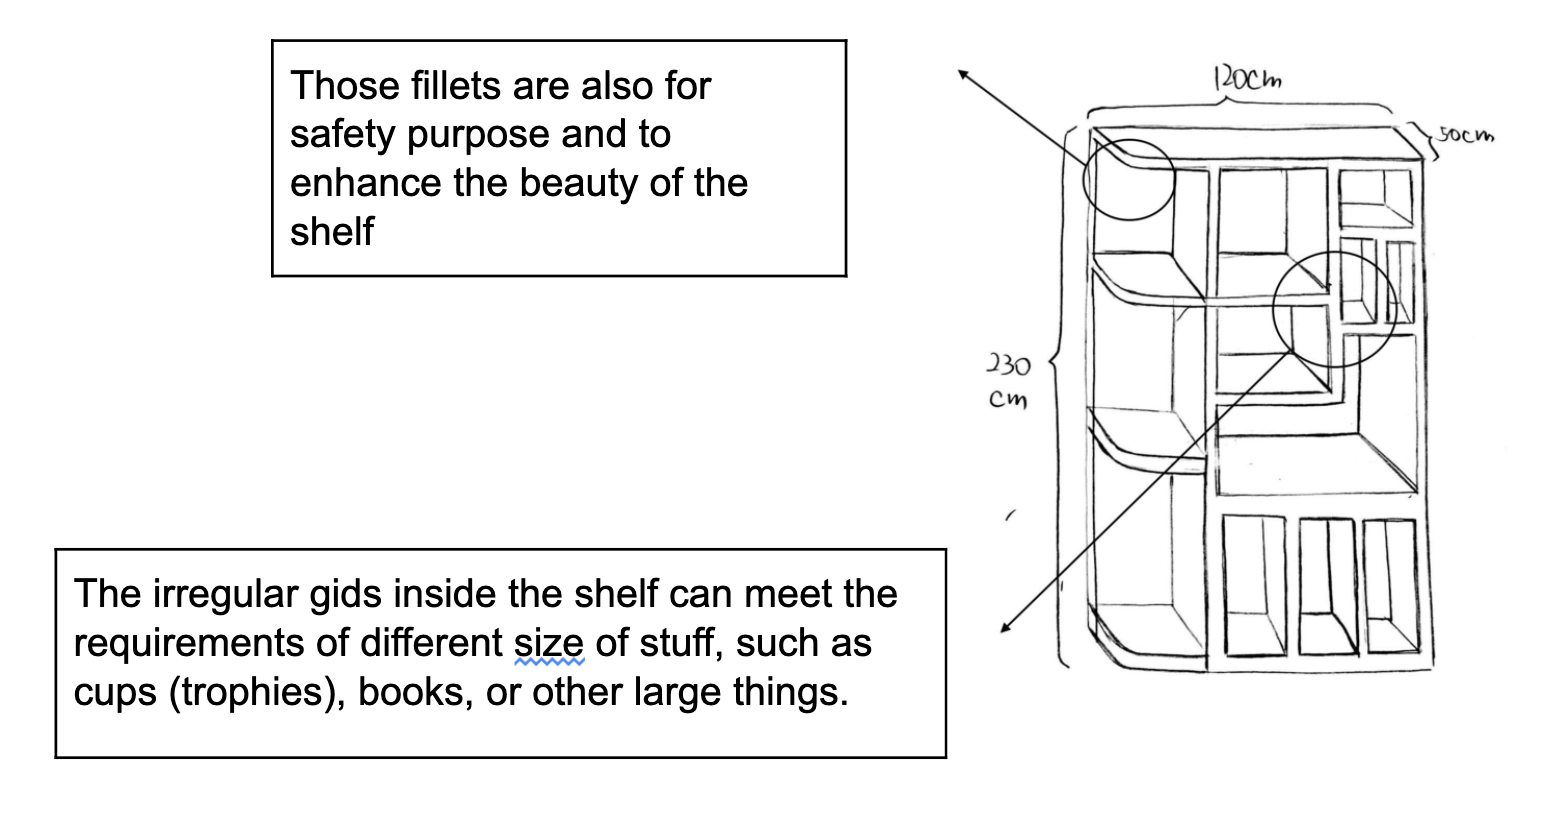 Those fillets are also for
safety purpose and to
enhance the beauty of the
shelf
120cm
50cm
230
cm
The irregular gids inside the shelf can meet the
requirements of different size of stuff, such as
cups (trophies), books, or other large things.